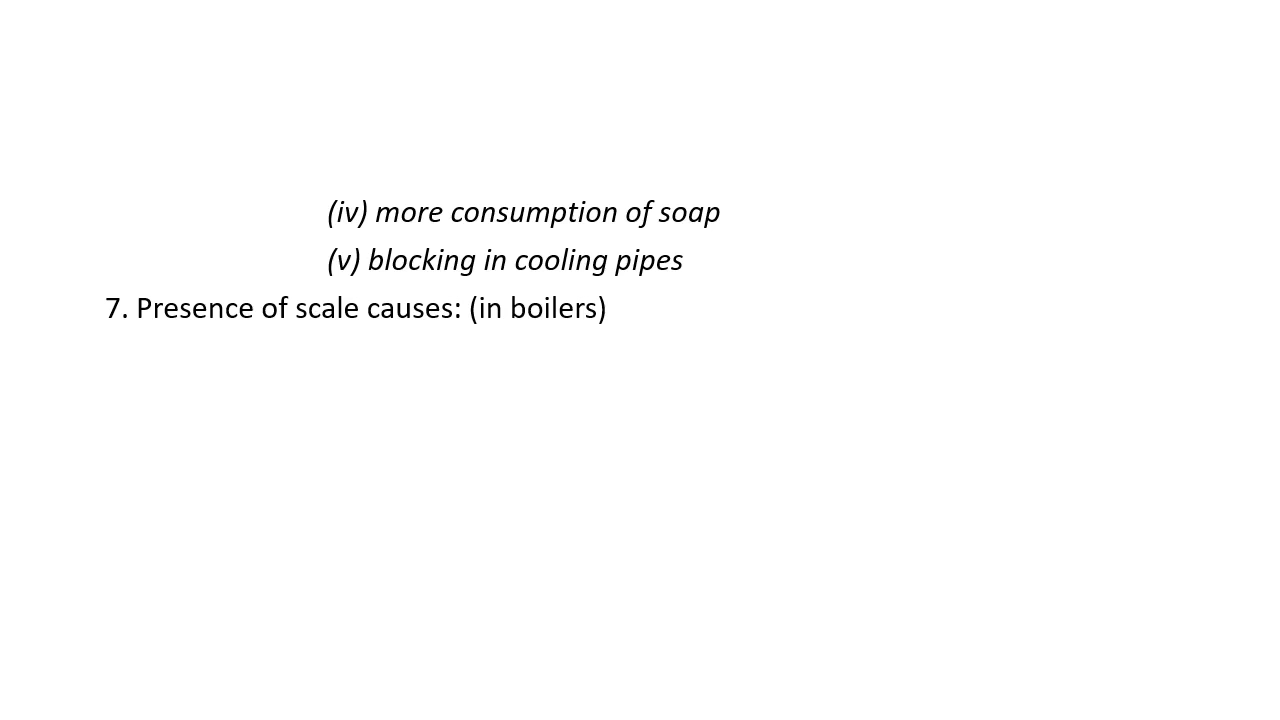 (iv) more consumption of soap
(v) blocking in cooling pipes
7. Presence of scale causes: (in boilers)